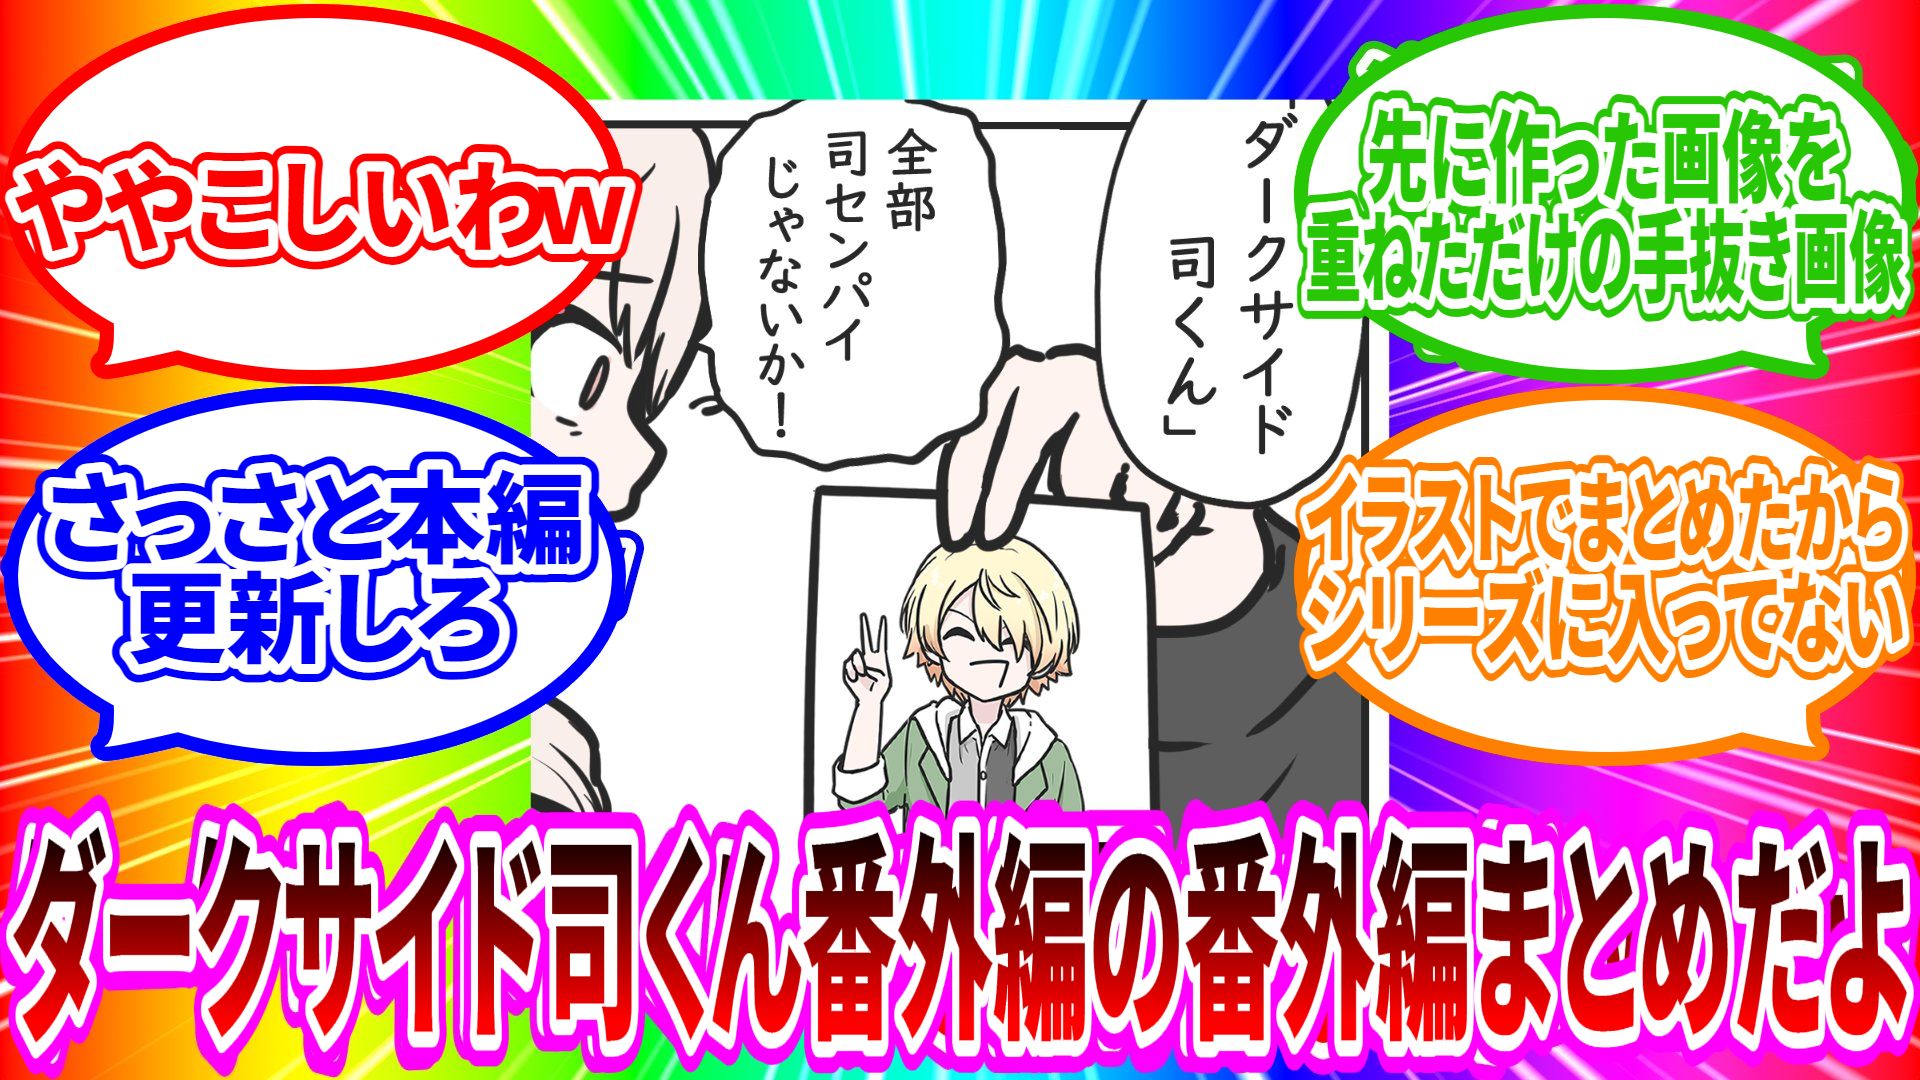 ややこしいわw
さっさと本編
更新しろ
ーダークサイド
司くん」
全部
司センパイ
じゃないか！
先に作った画像を
重ねただけの手抜き画像
イラストでまとめたから
シリーズに入ってない
ダークサイド司くん番外編の番外編まとめだよ